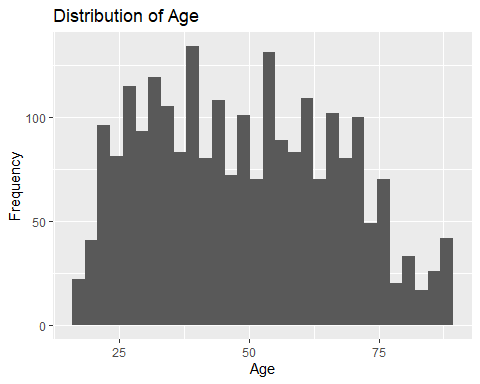 Distribution of Age
100
50
0
Frequency
25 50 75
Age